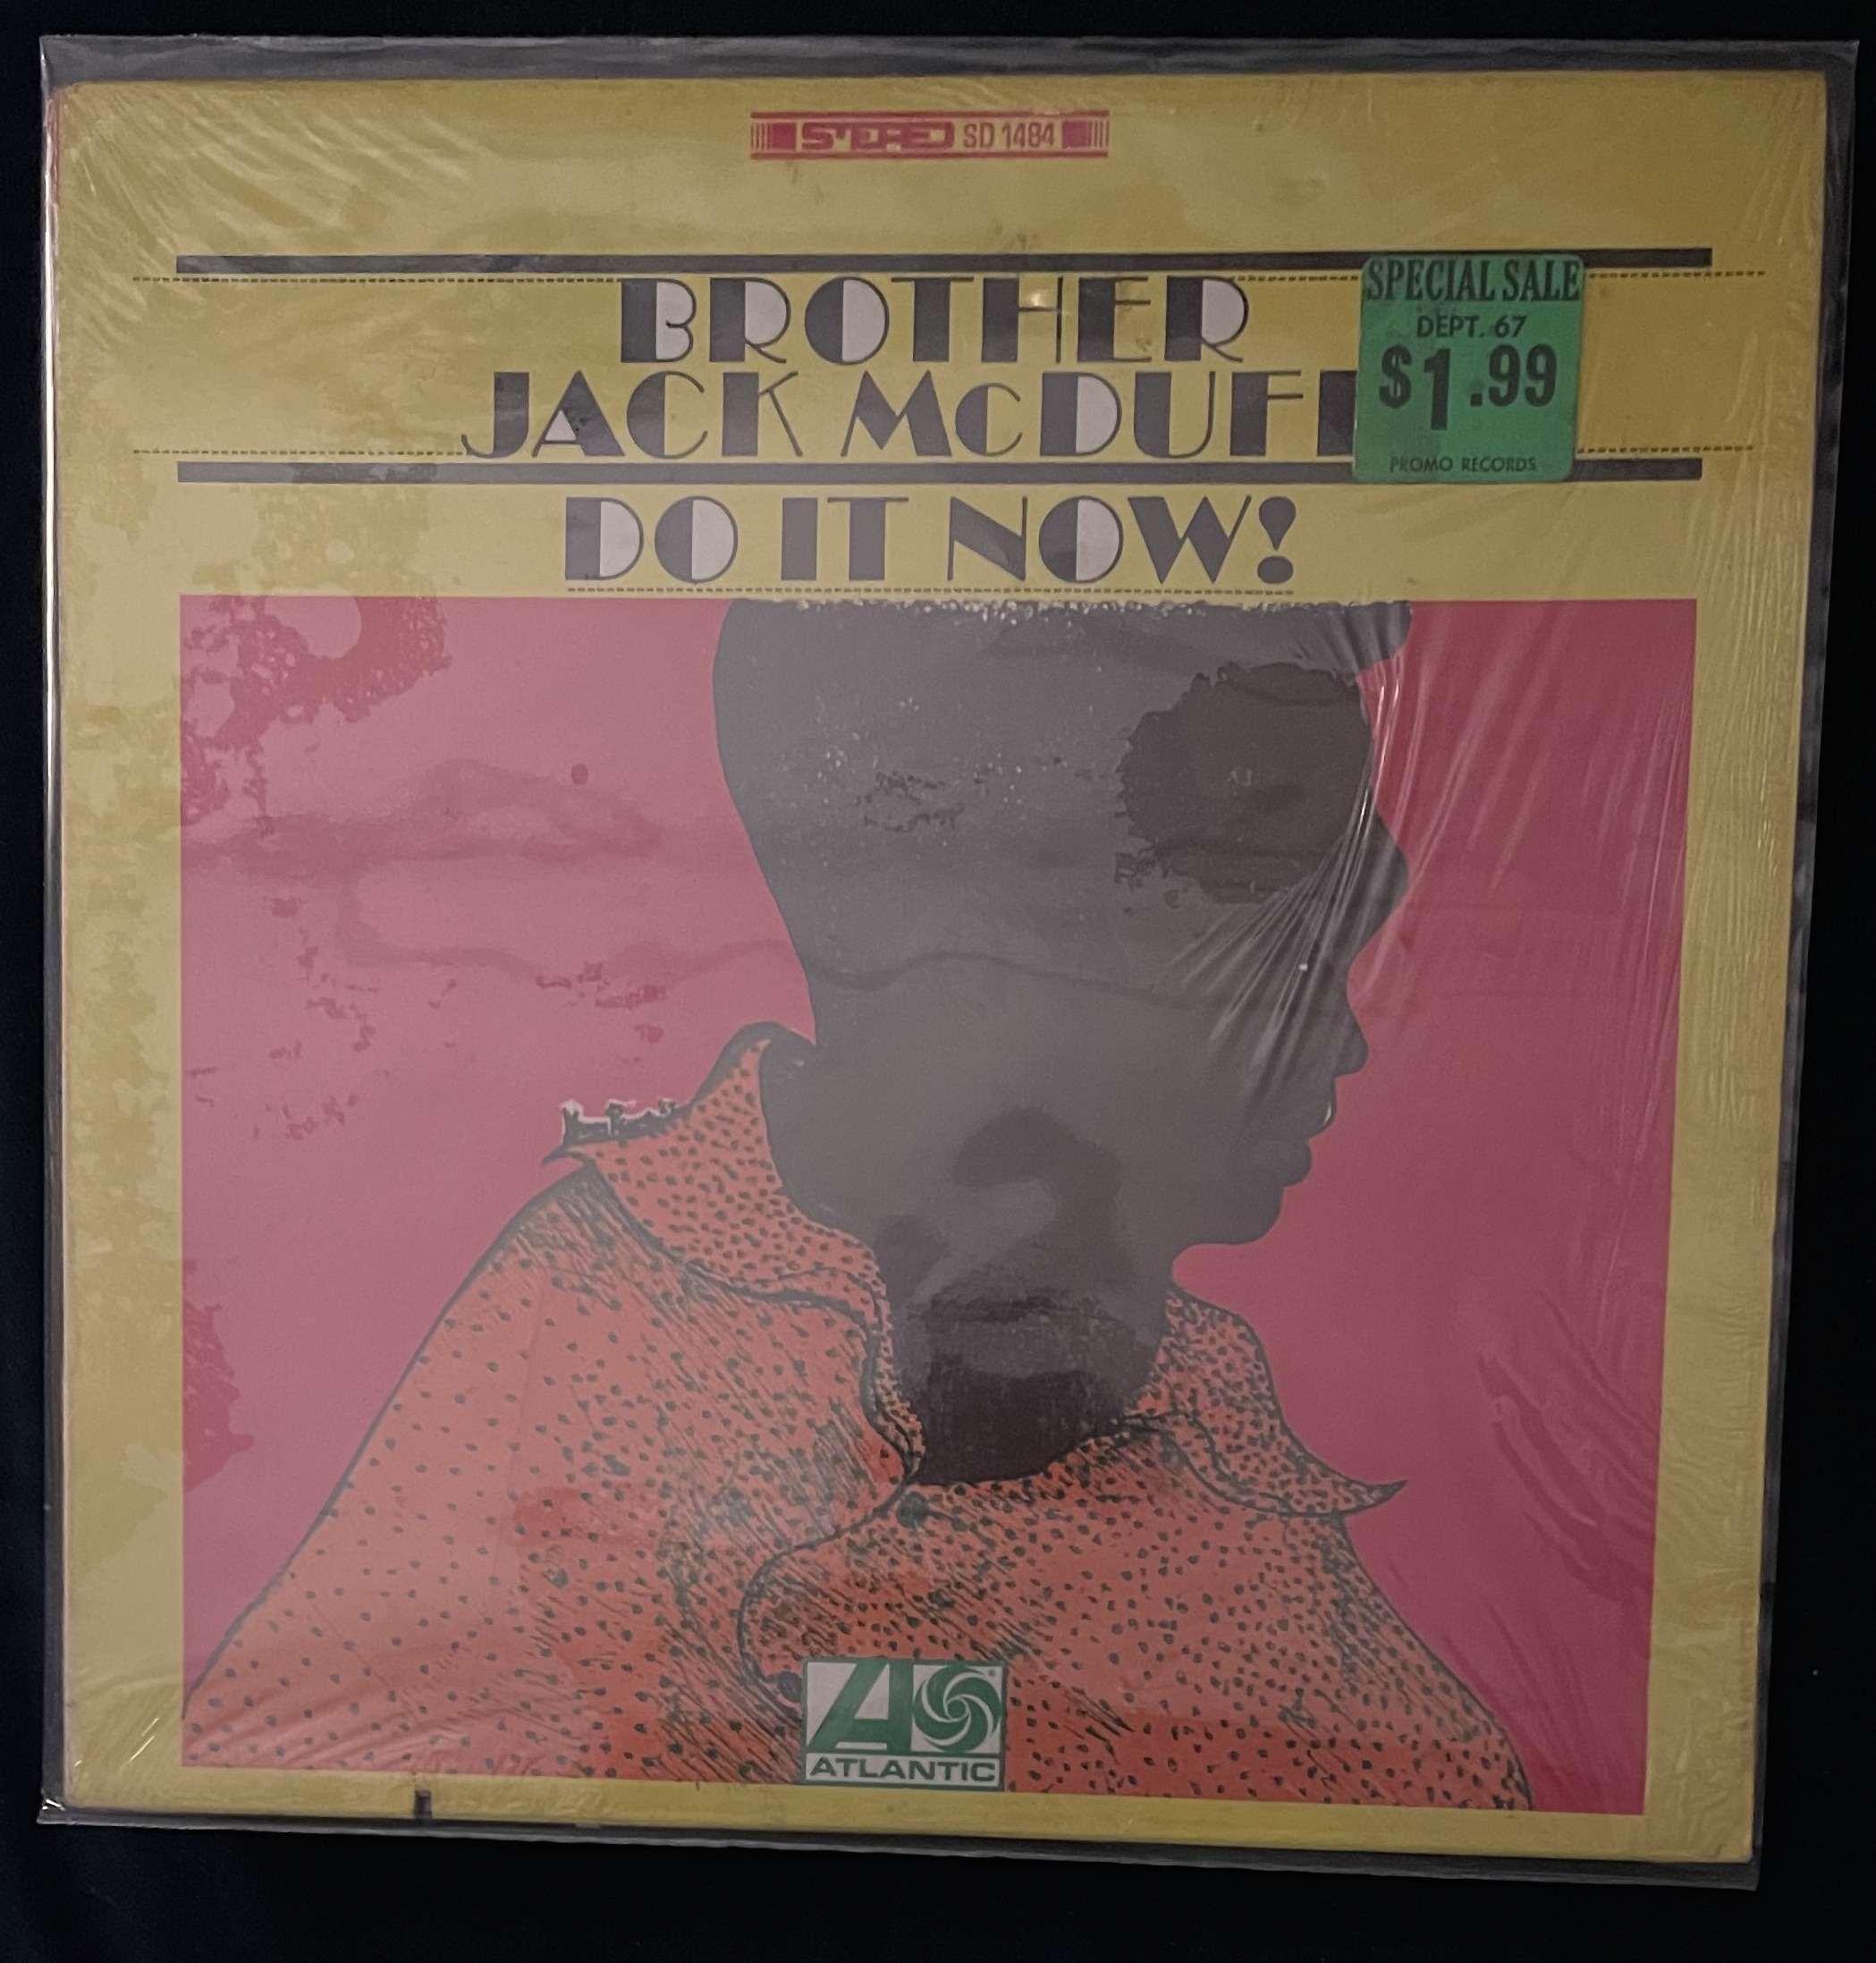 STEREO SD 1484
BROTHER
JACK McDUFF
DO IT NOW!
SPECIAL SALE
DEPT. 67
$1.99
PROMO RECORDS
ATLANTIC